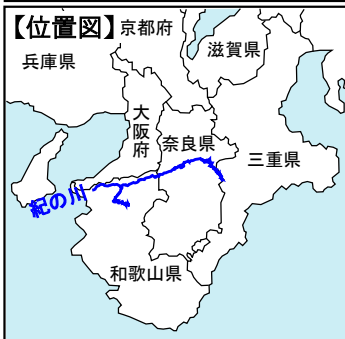 【位置図】
京都府
滋賀県
兵庫県
大阪府
奈良県
三重県
紀の川
和歌山県